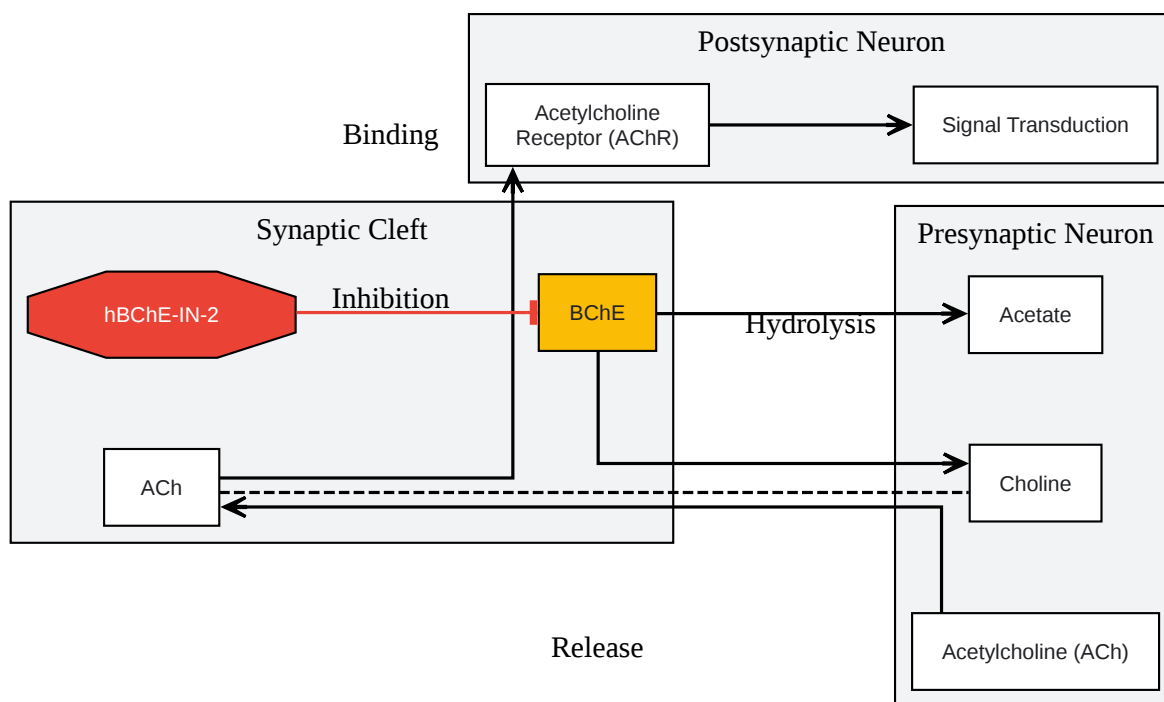 Postsynaptic Neuron
Acetylcholine
Receptor (AChR)
Signal Transduction
Binding
Synaptic Cleft
Presynaptic Neuron
hBChE-IN-2
Inhibition
BChE
Hydrolysis
Acetate
ACh
Choline
Release
Acetylcholine (ACh)